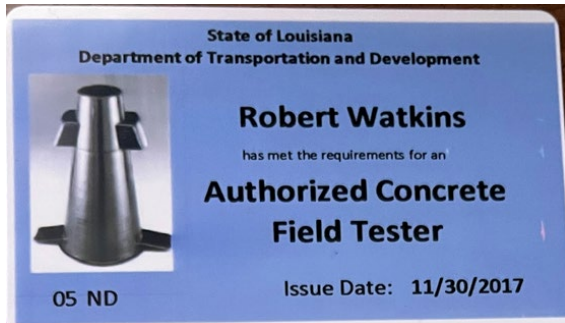 State of Louisiana
Department of Transportation and Development
Robert Watkins
has met the requirements for an
Authorized Concrete
Field Tester
Issue Date: 11/30/2017
05 ND